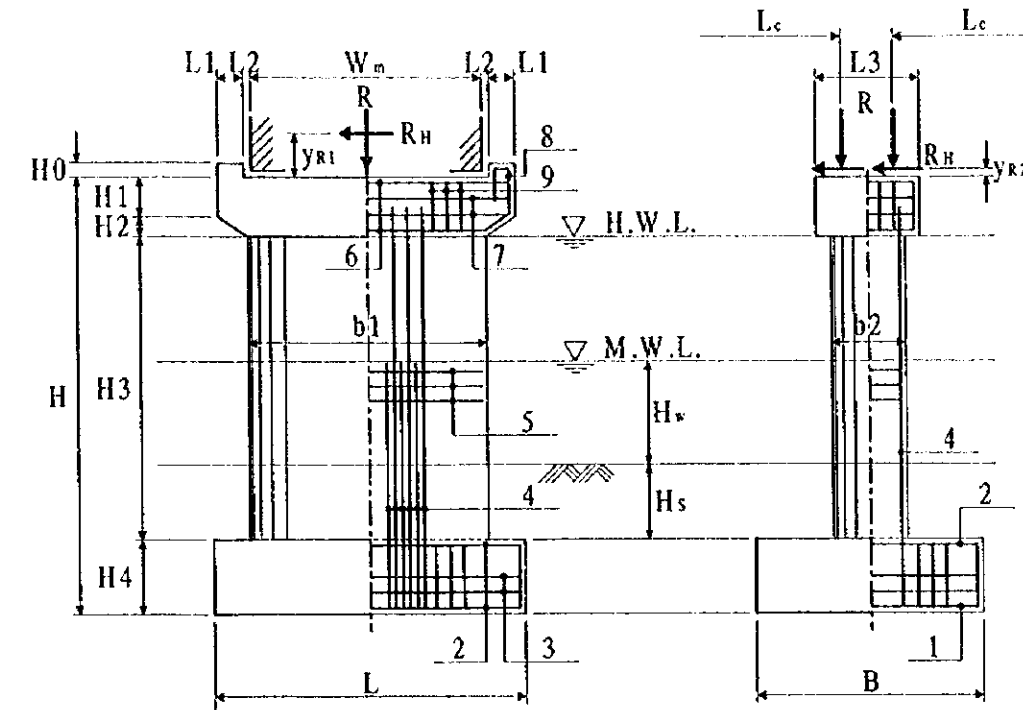 L1 L2 Wm L2 L1
R
RH
yR1
H0
H1
H2
8
9
6
7
H.W.L.
b1
M.W.L.
H
H3
Hw
5
4
Hs
H4
2
3
L
Lc Lc
L3
R
RH
yR2
b2
4
2
1
B